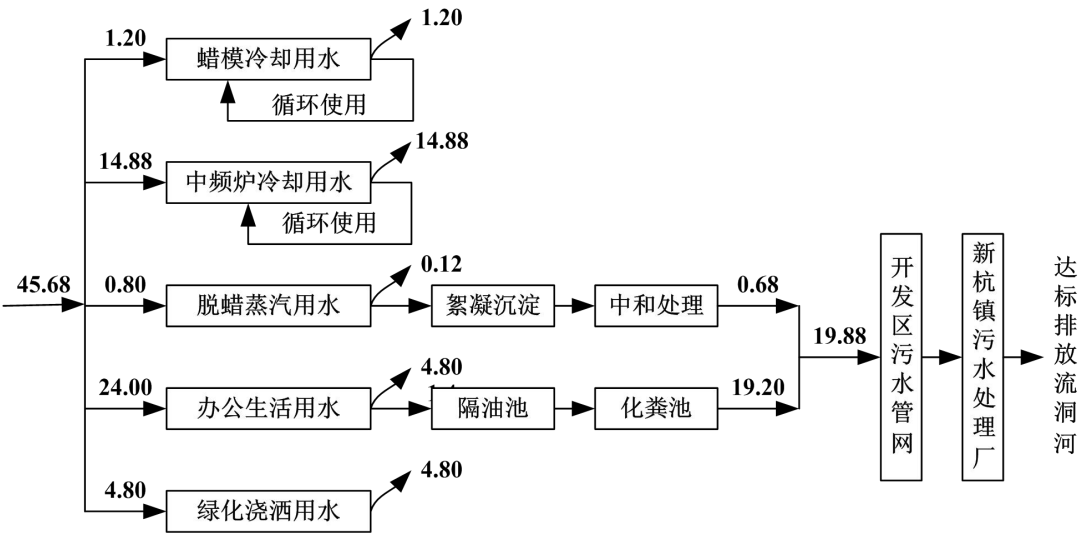 1.20
1.20
蜡模冷却用水
循环使用
14.88
14.88
中频炉冷却用水
循环使用
45.68
0.80
脱蜡蒸汽用水
0.12
絮凝沉淀
中和处理
0.68
24.00
办公生活用水
4.80
隔油池
化粪池
19.20
19.88
开发区污水管网
新杭镇污水处理厂
达标排放流洞河
4.80
绿化浇洒用水
4.80